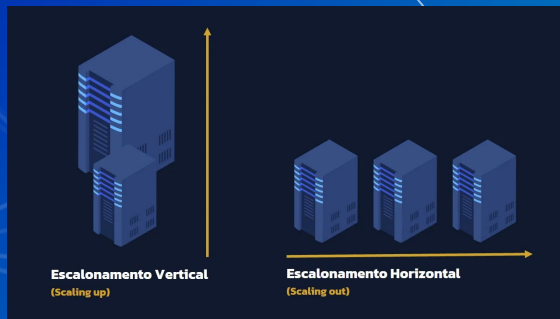 Escalonamento Vertical
(Scaling up)
Escalonamento Horizontal
(Scaling out)